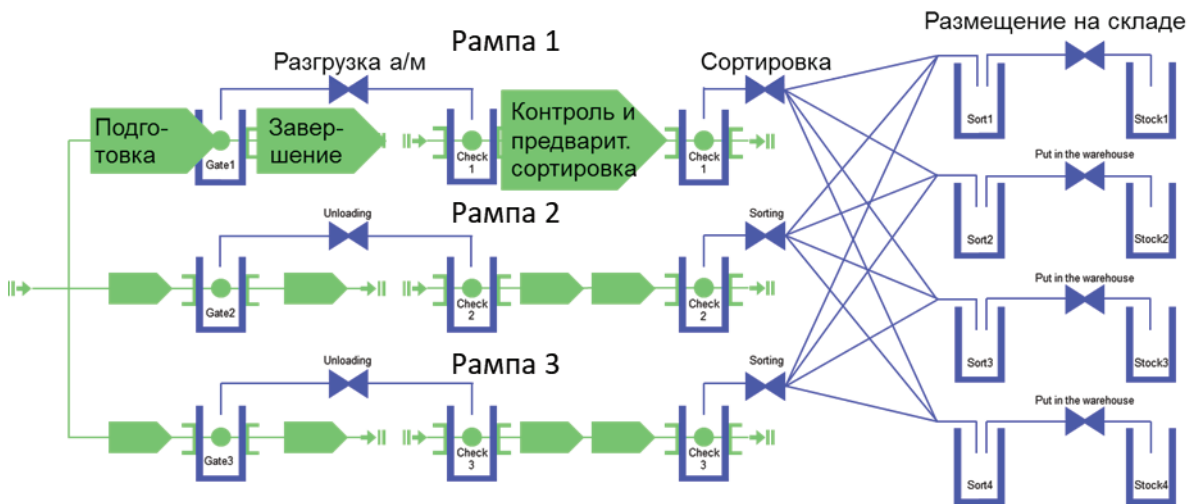 Размещение на складе
Рампа 1
Разгрузка а/м
Сортировка
Подго-
товка
Gate1
Завер-
шение
Check
1
Контроль и
предварит.
сортировка
Check
1
Sort1
Stock1
Рампа 2
Unloading
Sorting
Put in the warehouse
Gate2
Check
2
Check
2
Sort2
Stock2
Рампа 3
Unloading
Sorting
Put in the warehouse
Sort3
Stock3
Gate3
Check
3
Check
3
Put in the warehouse
Sort4
Stock4